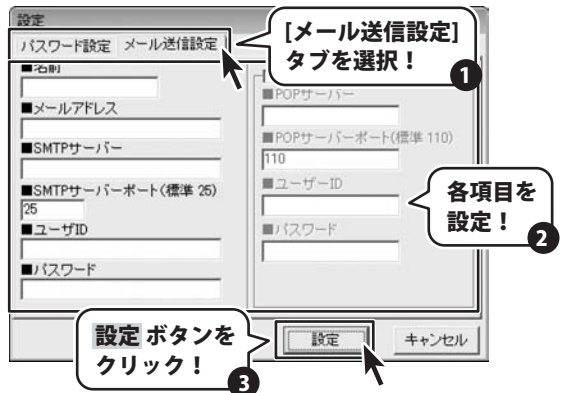 設定
パスワード設定 メール送信設定
[メール送信設定]
タブを選択！
1
■名前
■メールアドレス
■SMTPサーバー
■SMTPサーバーポート(標準 25)
25
■ユーザID
■パスワード
■POPサーバー
■POPサーバーポート(標準 110)
110
■ユーザーID
■パスワード
各項目を
設定！
2
設定 ボタンを
クリック！
3
設定
キャンセル